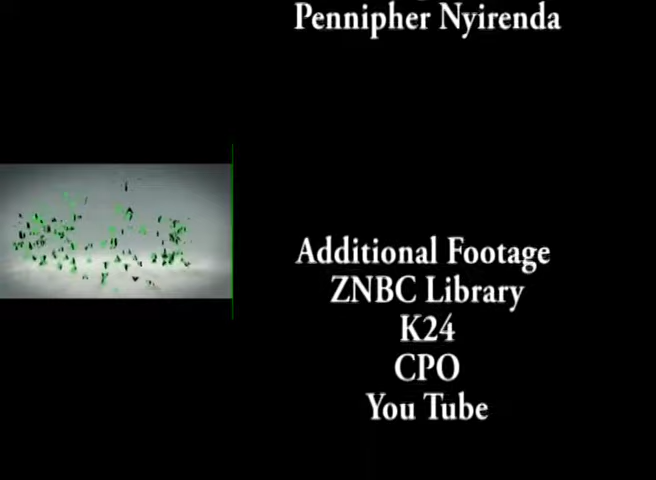 Pennipher Nyirenda
Additional Footage
ZNBC Library
K24
CPO
You Tube